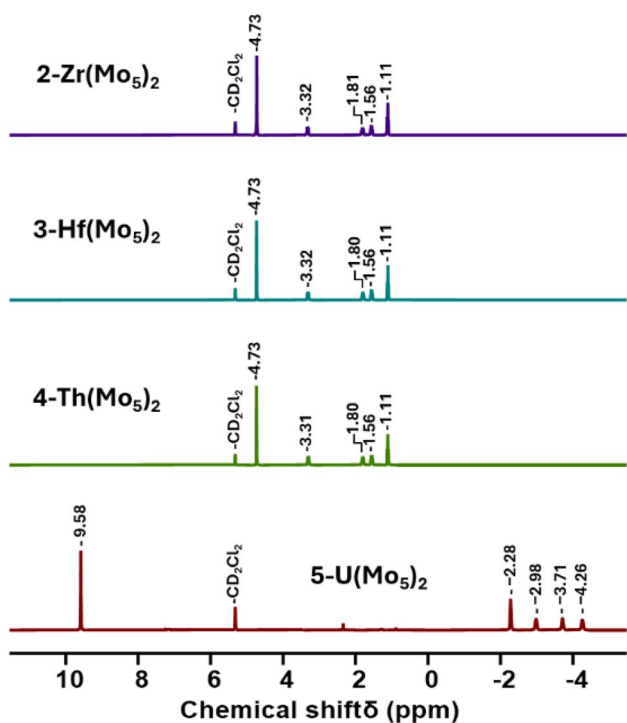 2-Zr(Mo₅)₂
-CD₂Cl₂
-4.73
-3.32
1.81
-1.56
-1.11
3-Hf(Mo₅)₂
-CD₂Cl₂
-4.73
-3.32
1.80
-1.56
-1.11
4-Th(Mo₅)₂
-CD₂Cl₂
-4.73
-3.31
1.80
-1.56
-1.11
5-U(Mo₅)₂
- 9.58
-CD₂Cl₂
-2.28
-2.98
-3.71
-4.26
10 8 6 4 2 0 -2 -4
Chemical shiftδ (ppm)